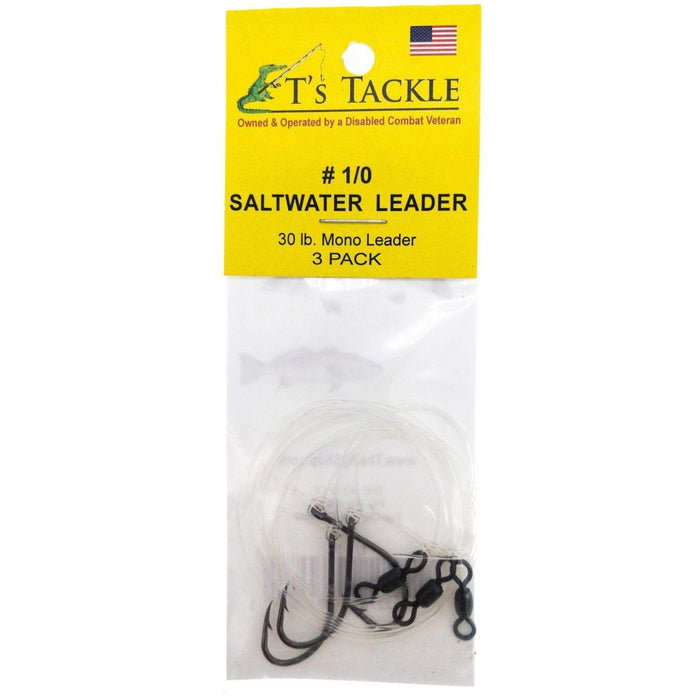 T's TACKLE
Owned & Operated by a Disabled Combat Veteran
# 1/0
SALTWATER LEADER
30 lb. Mono Leader
3 PACK